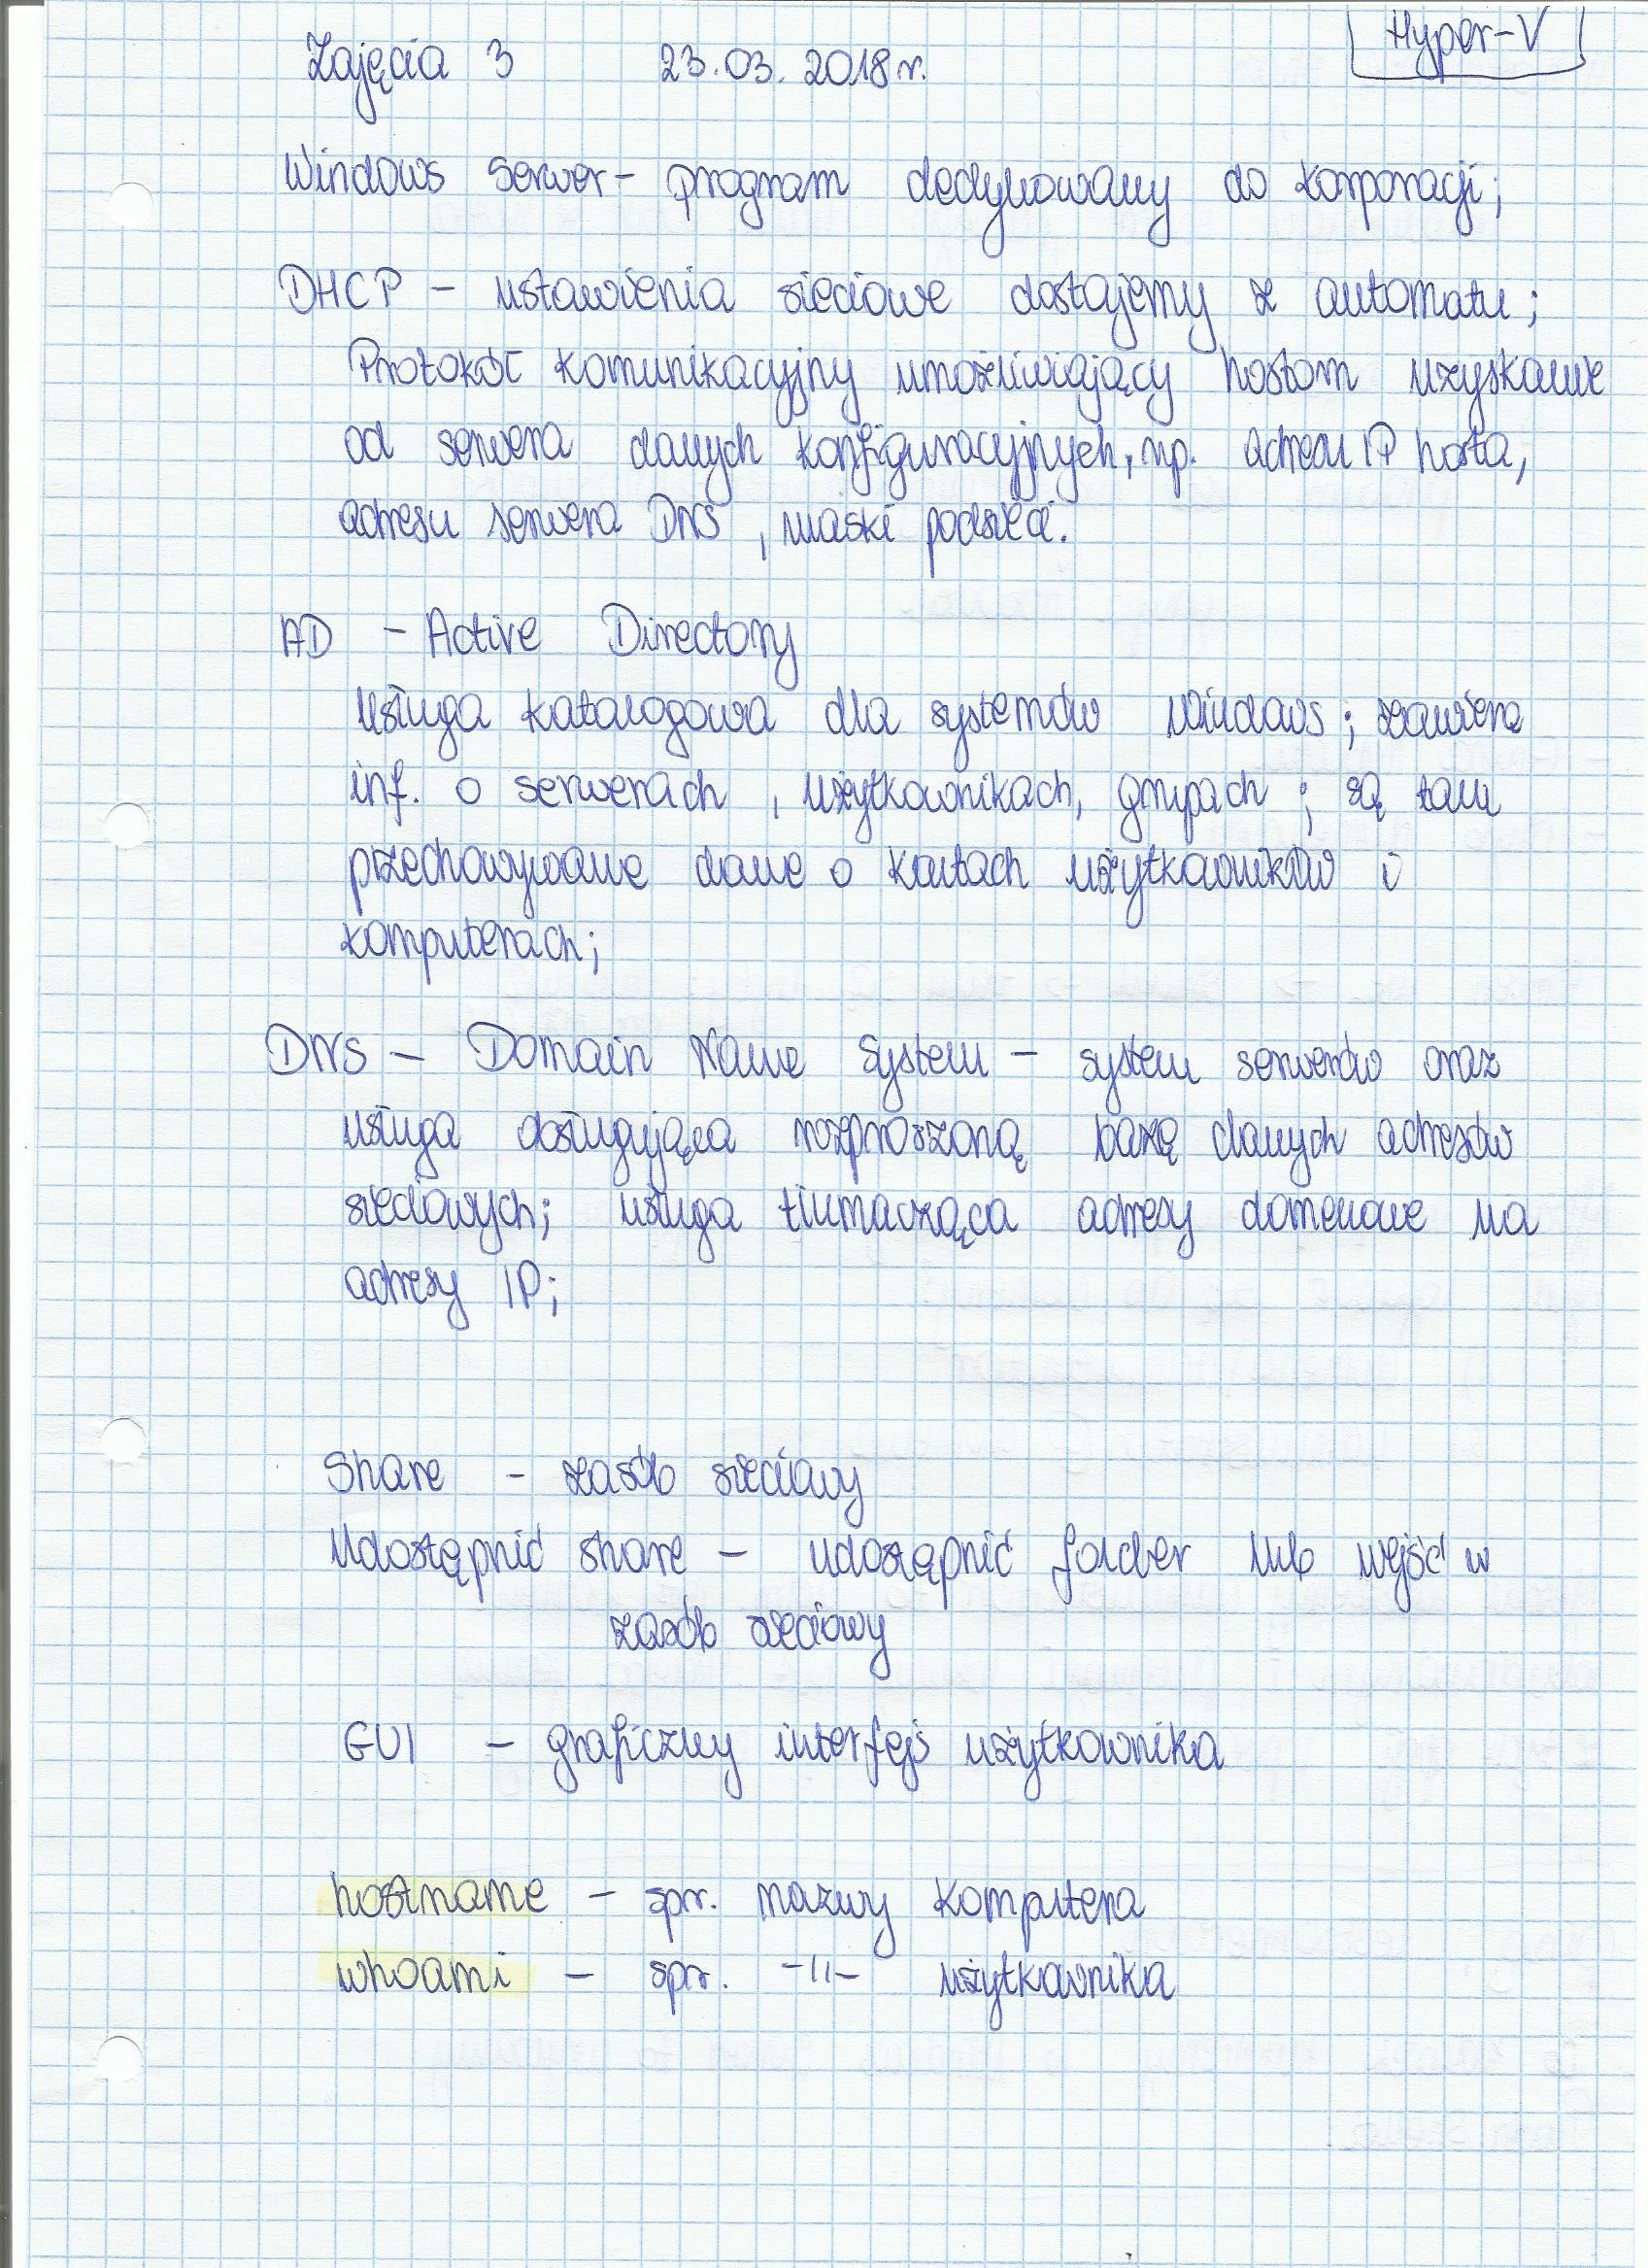 Hyper-V
Zajęcia 3 23.03.2018r.
Windows Serwer - program dedykowany do korporacji;
DHCP - ustawienia sieciowe dostajemy z automatu;
Protokół komunikacyjny umożliwiający hostom uzyskanie
od serwera danych konfiguracyjnych, np. adresu IP hosta,
adresu serwera DNS, maski podsieci.
AD - Active Directory
Usługa katalogowa dla systemów Windows; zawiera
inf. o serwerach, użytkownikach, grupach; są tam
przechowywane dane o kontach użytkowników i
komputerach;
DNS - Domain Name System - system serwerów oraz
usługa obsługująca rozproszoną bazę danych adresów
sieciowych; usługa tłumacząca adresy domenowe na
adresy IP;
Share - zasób sieciowy
Udostępnić share - udostępnić folder lub wejść w
zasób sieciowy
GUI - graficzny interfejs użytkownika
hostname - spr. nazwy komputera
whoami - spr. -||- użytkownika